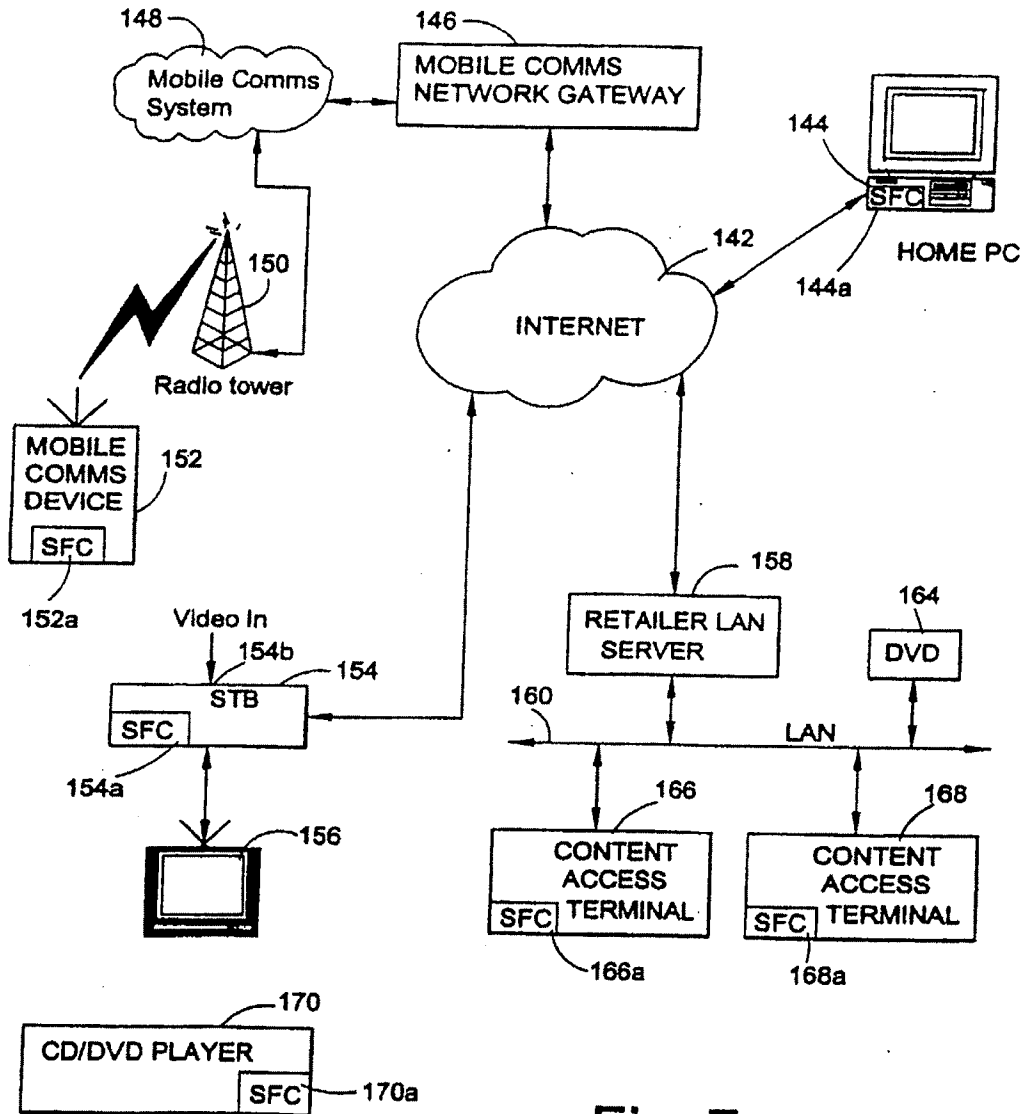 148
146
Mobile Comms
System
MOBILE COMMS
NETWORK GATEWAY
144
SFC
144a
HOME PC
142
INTERNET
150
Radio tower
MOBILE
COMMS
DEVICE
152
SFC
152a
Video In
154b
154
STB
SFC
154a
156
158
RETAILER LAN
SERVER
164
DVD
160
LAN
166
CONTENT
ACCESS
TERMINAL
SFC
166a
168
CONTENT
ACCESS
TERMINAL
SFC
168a
170
CD/DVD PLAYER
SFC
170a